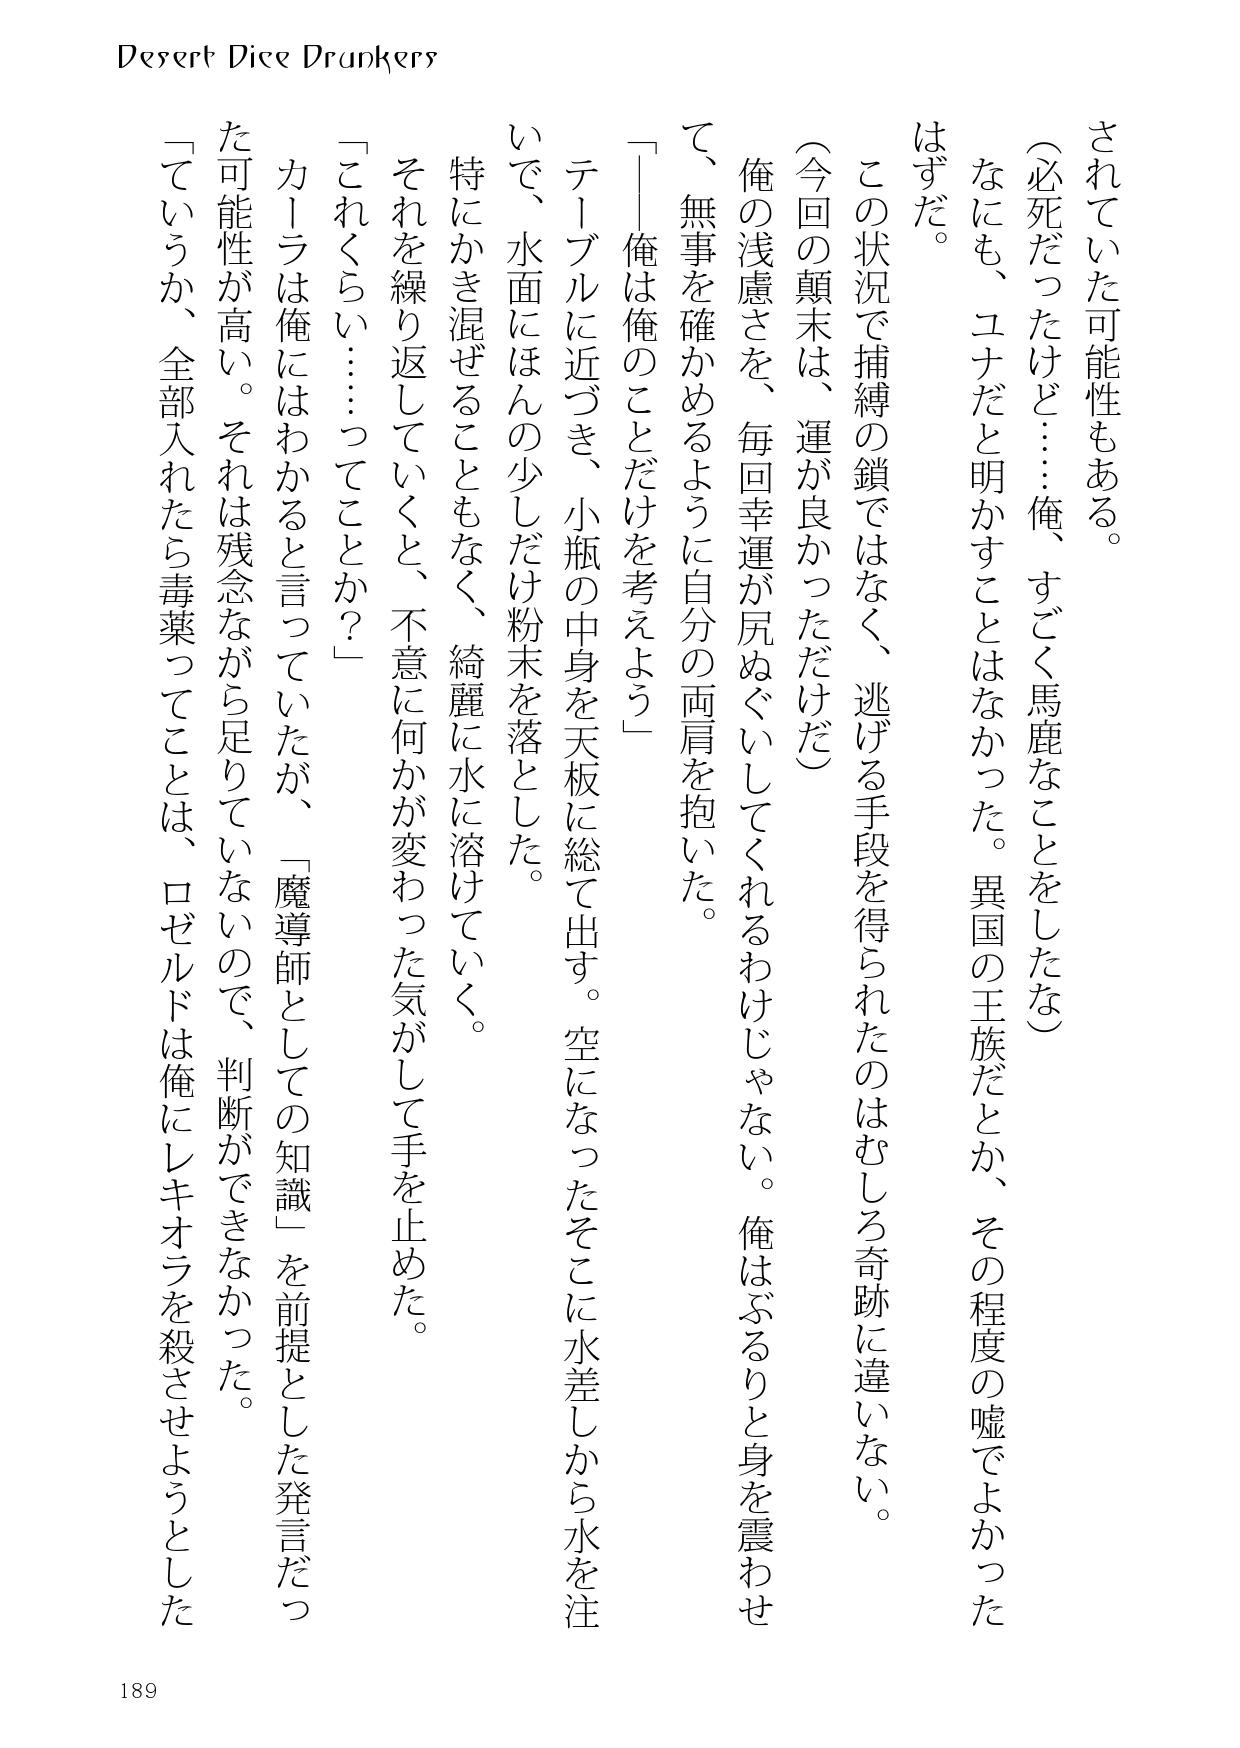 Desert Dice Drunkers
されていた可能性もある。
（必死だったけど……俺、すごく馬鹿なことをしたな）
なにも、ユナだと明かすことはなかった。異国の王族だとか、その程度の嘘でよかった
はずだ。
この状況で捕縛の鎖ではなく、逃げる手段を得られたのはむしろ奇跡に違いない。
（今回の顛末は、運が良かっただけだ）
俺の浅慮さを、毎回幸運が尻ぬぐいしてくれるわけじゃない。俺はぶるりと身を震わせ
て、無事を確かめるように自分の両肩を抱いた。
「――俺は俺のことだけを考えよう」
テーブルに近づき、小瓶の中身を天板に総て出す。空になったそこに水差しから水を注
いで、水面にほんの少しだけ粉末を落とした。
特にかき混ぜることもなく、綺麗に水に溶けていく。
それを繰り返していくと、不意に何かが変わった気がして手を止めた。
「これくらい……ってことか？」
カーラは俺にはわかると言っていたが、「魔導師としての知識」を前提とした発言だっ
た可能性が高い。それは残念ながら足りていないので、判断ができなかった。
「ていうか、全部入れたら毒薬ってことは、ロゼルドは俺にレキオラを殺させようとした
189